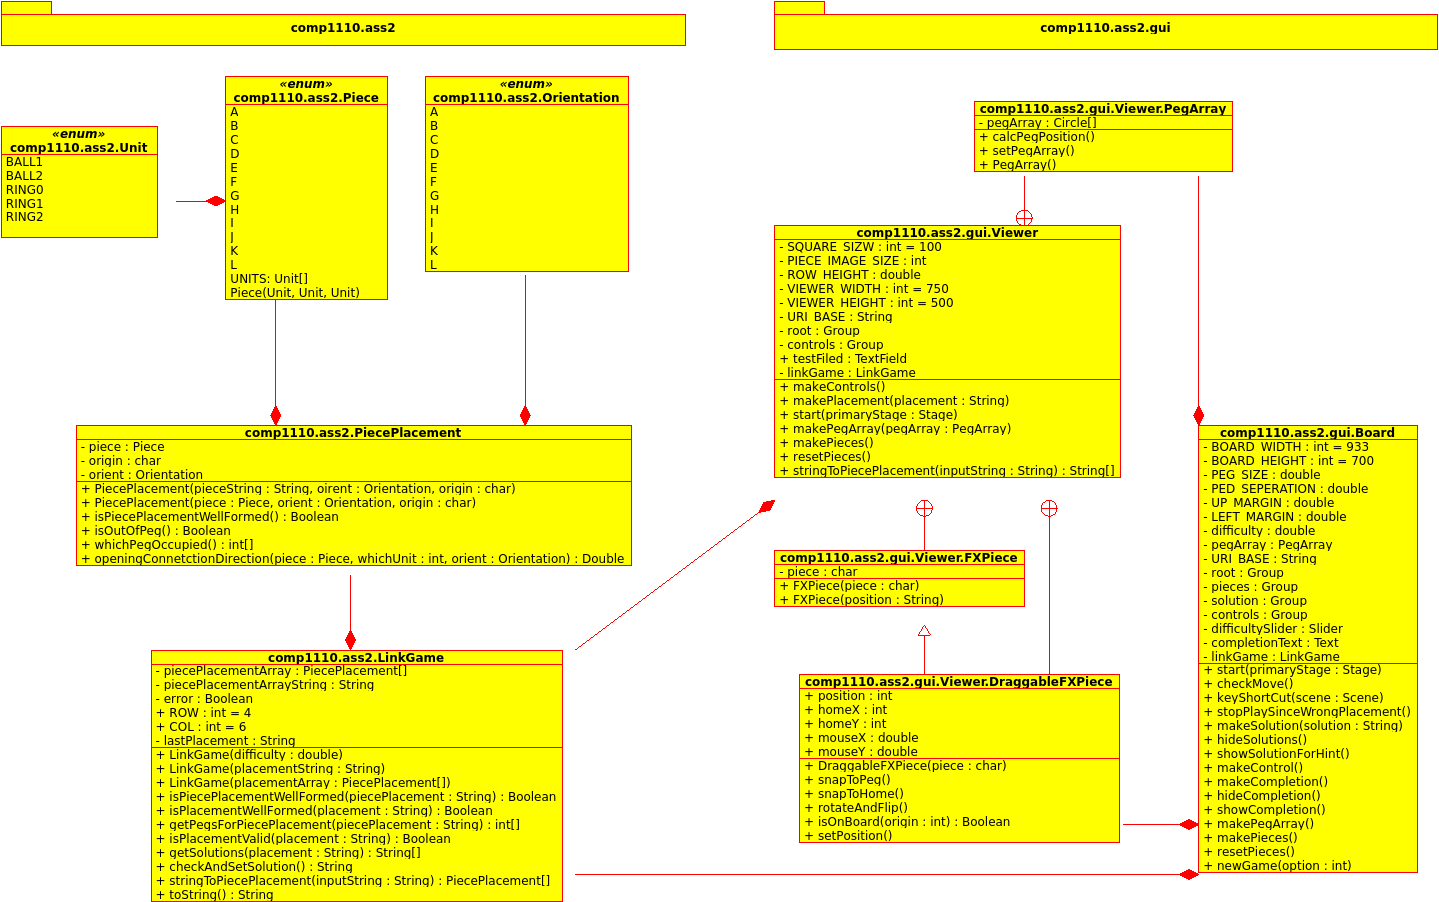 comp1110.ass2
comp1110.ass2.gui
«enum»
comp1110.ass2.Unit
BALL1
BALL2
RING0
RING1
RING2
«enum»
comp1110.ass2.Piece
A
B
C
D
E
F
G
H
I
J
K
L
UNITS: Unit[]
Piece(Unit, Unit, Unit)
«enum»
comp1110.ass2.Orientation
A
B
C
D
E
F
G
H
I
J
K
L
comp1110.ass2.PiecePlacement
- piece : Piece
- origin : char
- orient : Orientation
+ PiecePlacement(pieceString : String, oirent : Orientation, origin : char)
+ PiecePlacement(piece : Piece, orient : Orientation, origin : char)
+ isPiecePlacementWellFormed() : Boolean
+ isOutOfPeg() : Boolean
+ whichPegOccupied() : int[]
+ openingConnetctionDirection(piece : Piece, whichUnit : int, orient : Orientation) : Double
comp1110.ass2.LinkGame
- piecePlacementArray : PiecePlacement[]
- piecePlacementArrayString : String
- error : Boolean
+ ROW : int = 4
+ COL : int = 6
- lastPlacement : String
+ LinkGame(difficulty : double)
+ LinkGame(placementString : String)
+ LinkGame(placementArray : PiecePlacement[])
+ isPiecePlacementWellFormed(piecePlacement : String) : Boolean
+ isPlacementWellFormed(placement : String) : Boolean
+ getPegsForPiecePlacement(piecePlacement : String) : int[]
+ isPlacementValid(placement : String) : Boolean
+ getSolutions(placement : String) : String[]
+ checkAndSetSolution() : String
+ stringToPiecePlacement(inputString : String) : PiecePlacement[]
+ toString() : String
comp1110.ass2.gui.Viewer.PegArray
- pegArray : Circle[]
+ calcPegPosition()
+ setPegArray()
+ PegArray()
comp1110.ass2.gui.Viewer
- SQUARE_SIZW : int = 100
- PIECE_IMAGE_SIZE : int
- ROW_HEIGHT : double
- VIEWER_WIDTH : int = 750
- VIEWER_HEIGHT : int = 500
- URI_BASE : String
- root : Group
- controls : Group
+ testFiled : TextField
- linkGame : LinkGame
+ makeControls()
+ makePlacement(placement : String)
+ start(primaryStage : Stage)
+ makePegArray(pegArray : PegArray)
+ makePieces()
+ resetPieces()
+ stringToPiecePlacement(inputString : String) : String[]
comp1110.ass2.gui.Viewer.FXPiece
- piece : char
+ FXPiece(piece : char)
+ FXPiece(position : String)
comp1110.ass2.gui.Viewer.DraggableFXPiece
+ position : int
+ homeX : int
+ homeY : int
+ mouseX : double
+ mouseY : double
+ DraggableFXPiece(piece : char)
+ snapToPeg()
+ snapToHome()
+ rotateAndFlip()
+ isOnBoard(origin : int) : Boolean
+ setPosition()
comp1110.ass2.gui.Board
- BOARD_WIDTH : int = 933
- BOARD_HEIGHT : int = 700
- PEG_SIZE : double
- PED_SEPERATION : double
- UP_MARGIN : double
- LEFT_MARGIN : double
- difficulty : double
- pegArray : PegArray
- URI_BASE : String
- root : Group
- pieces : Group
- solution : Group
- controls : Group
- difficultySlider : Slider
- completionText : Text
- linkGame : LinkGame
+ start(primaryStage : Stage)
+ checkMove()
+ keyShortCut(scene : Scene)
+ stopPlaySinceWrongPlacement()
+ makeSolution(solution : String)
+ hideSolutions()
+ showSolutionForHint()
+ makeControl()
+ makeCompletion()
+ hideCompletion()
+ showCompletion()
+ makePegArray()
+ makePieces()
+ resetPieces()
+ newGame(option : int)